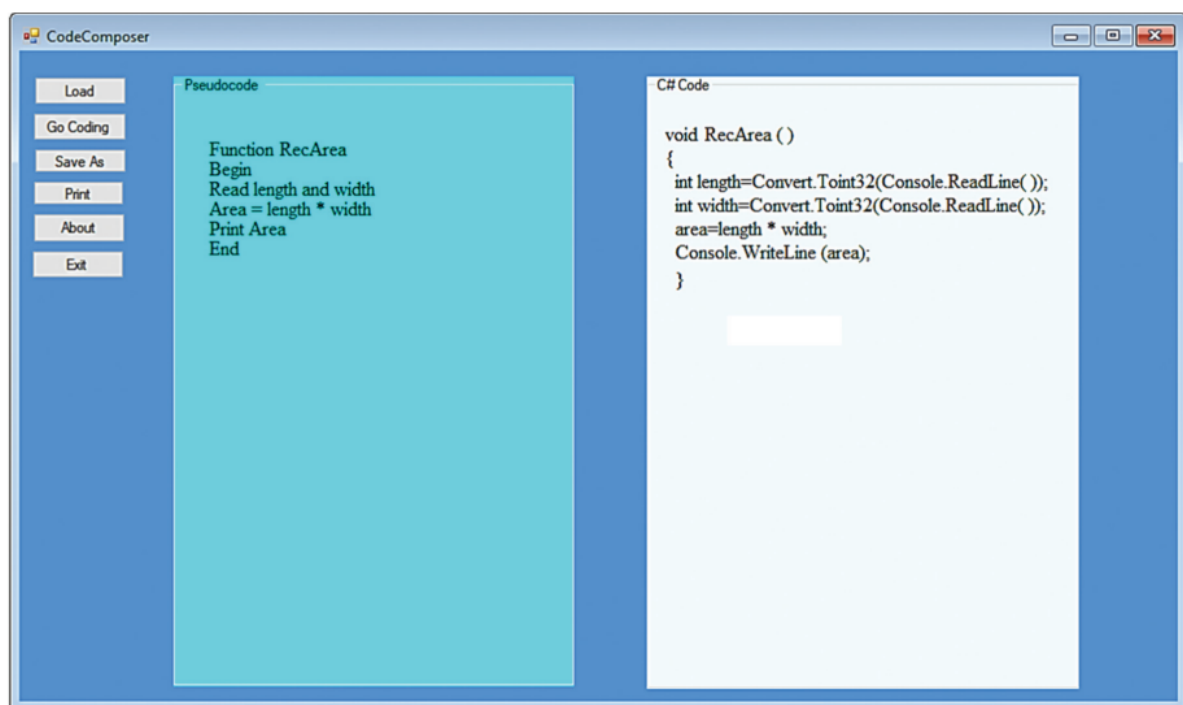 CodeComposer
Load
Go Coding
Save As
Print
About
Exit
Pseudocode
Function RecArea
Begin
Read length and width
Area = length * width
Print Area
End
C# Code
void RecArea ( )
{
int length=Convert.Toint32(Console.ReadLine( ));
int width=Convert.Toint32(Console.ReadLine( ));
area=length * width;
Console.WriteLine (area);
}